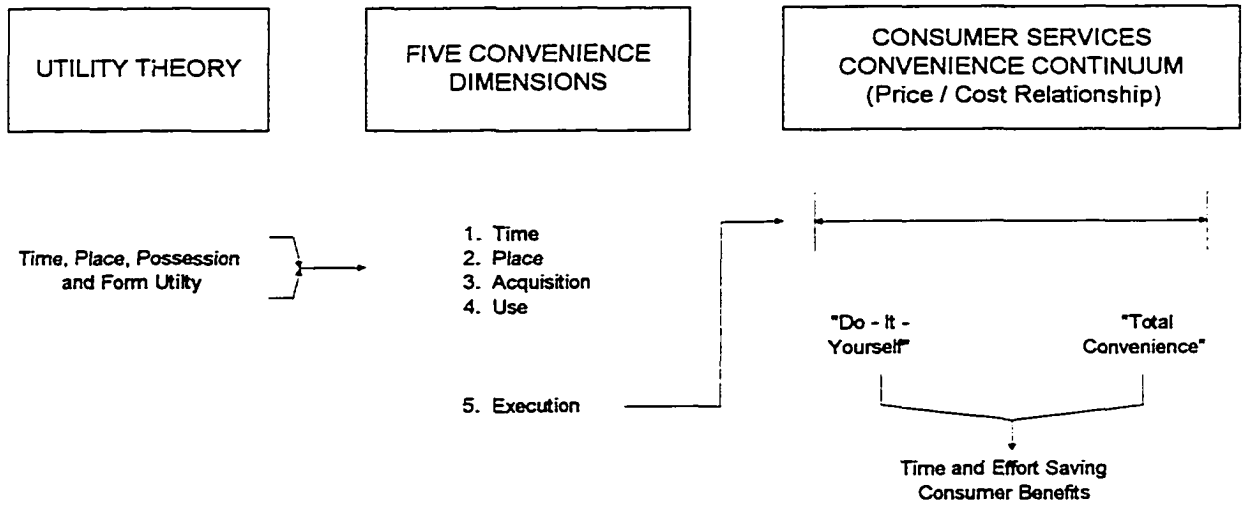 UTILITY THEORY
FIVE CONVENIENCE
DIMENSIONS
CONSUMER SERVICES
CONVENIENCE CONTINUUM
(Price / Cost Relationship)
Time, Place, Possession
and Form Utilty
1. Time
2. Place
3. Acquisition
4. Use
5. Execution
"Do - It -
Yourself"
"Total
Convenience"
Time and Effort Saving
Consumer Benefits